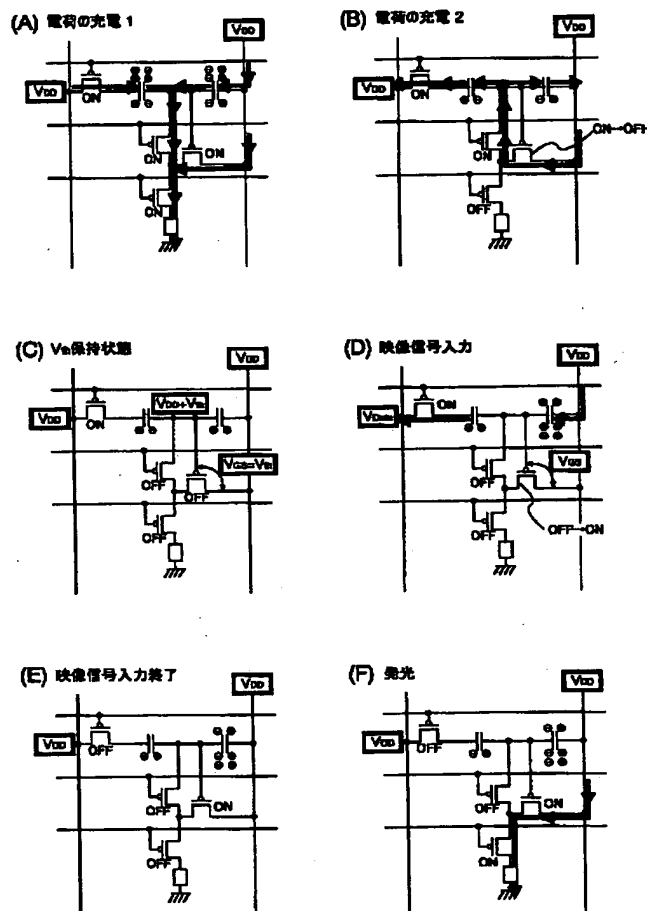 (A) 電荷の充電 1
VDD
VDD
ON
ON
ON
ON
(B) 電荷の充電 2
VDD
VDD
ON
ON
ON→OFF
OFF
(C) Vth保持状態
VDD
VDD
VDD+Vth
ON
OFF
VGS=Vth
OFF
OFF
(D) 映像信号入力
VDD
VData
ON
OFF
VGS
OFF
OFF→ON
(E) 映像信号入力終了
VDD
VDD
OFF
OFF
ON
OFF
(F) 発光
VDD
VDD
OFF
OFF
ON
ON